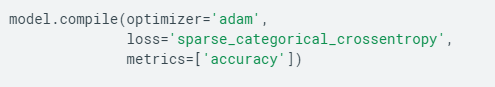 model.compile(optimizer='adam',
              loss='sparse_categorical_crossentropy',
              metrics=['accuracy'])